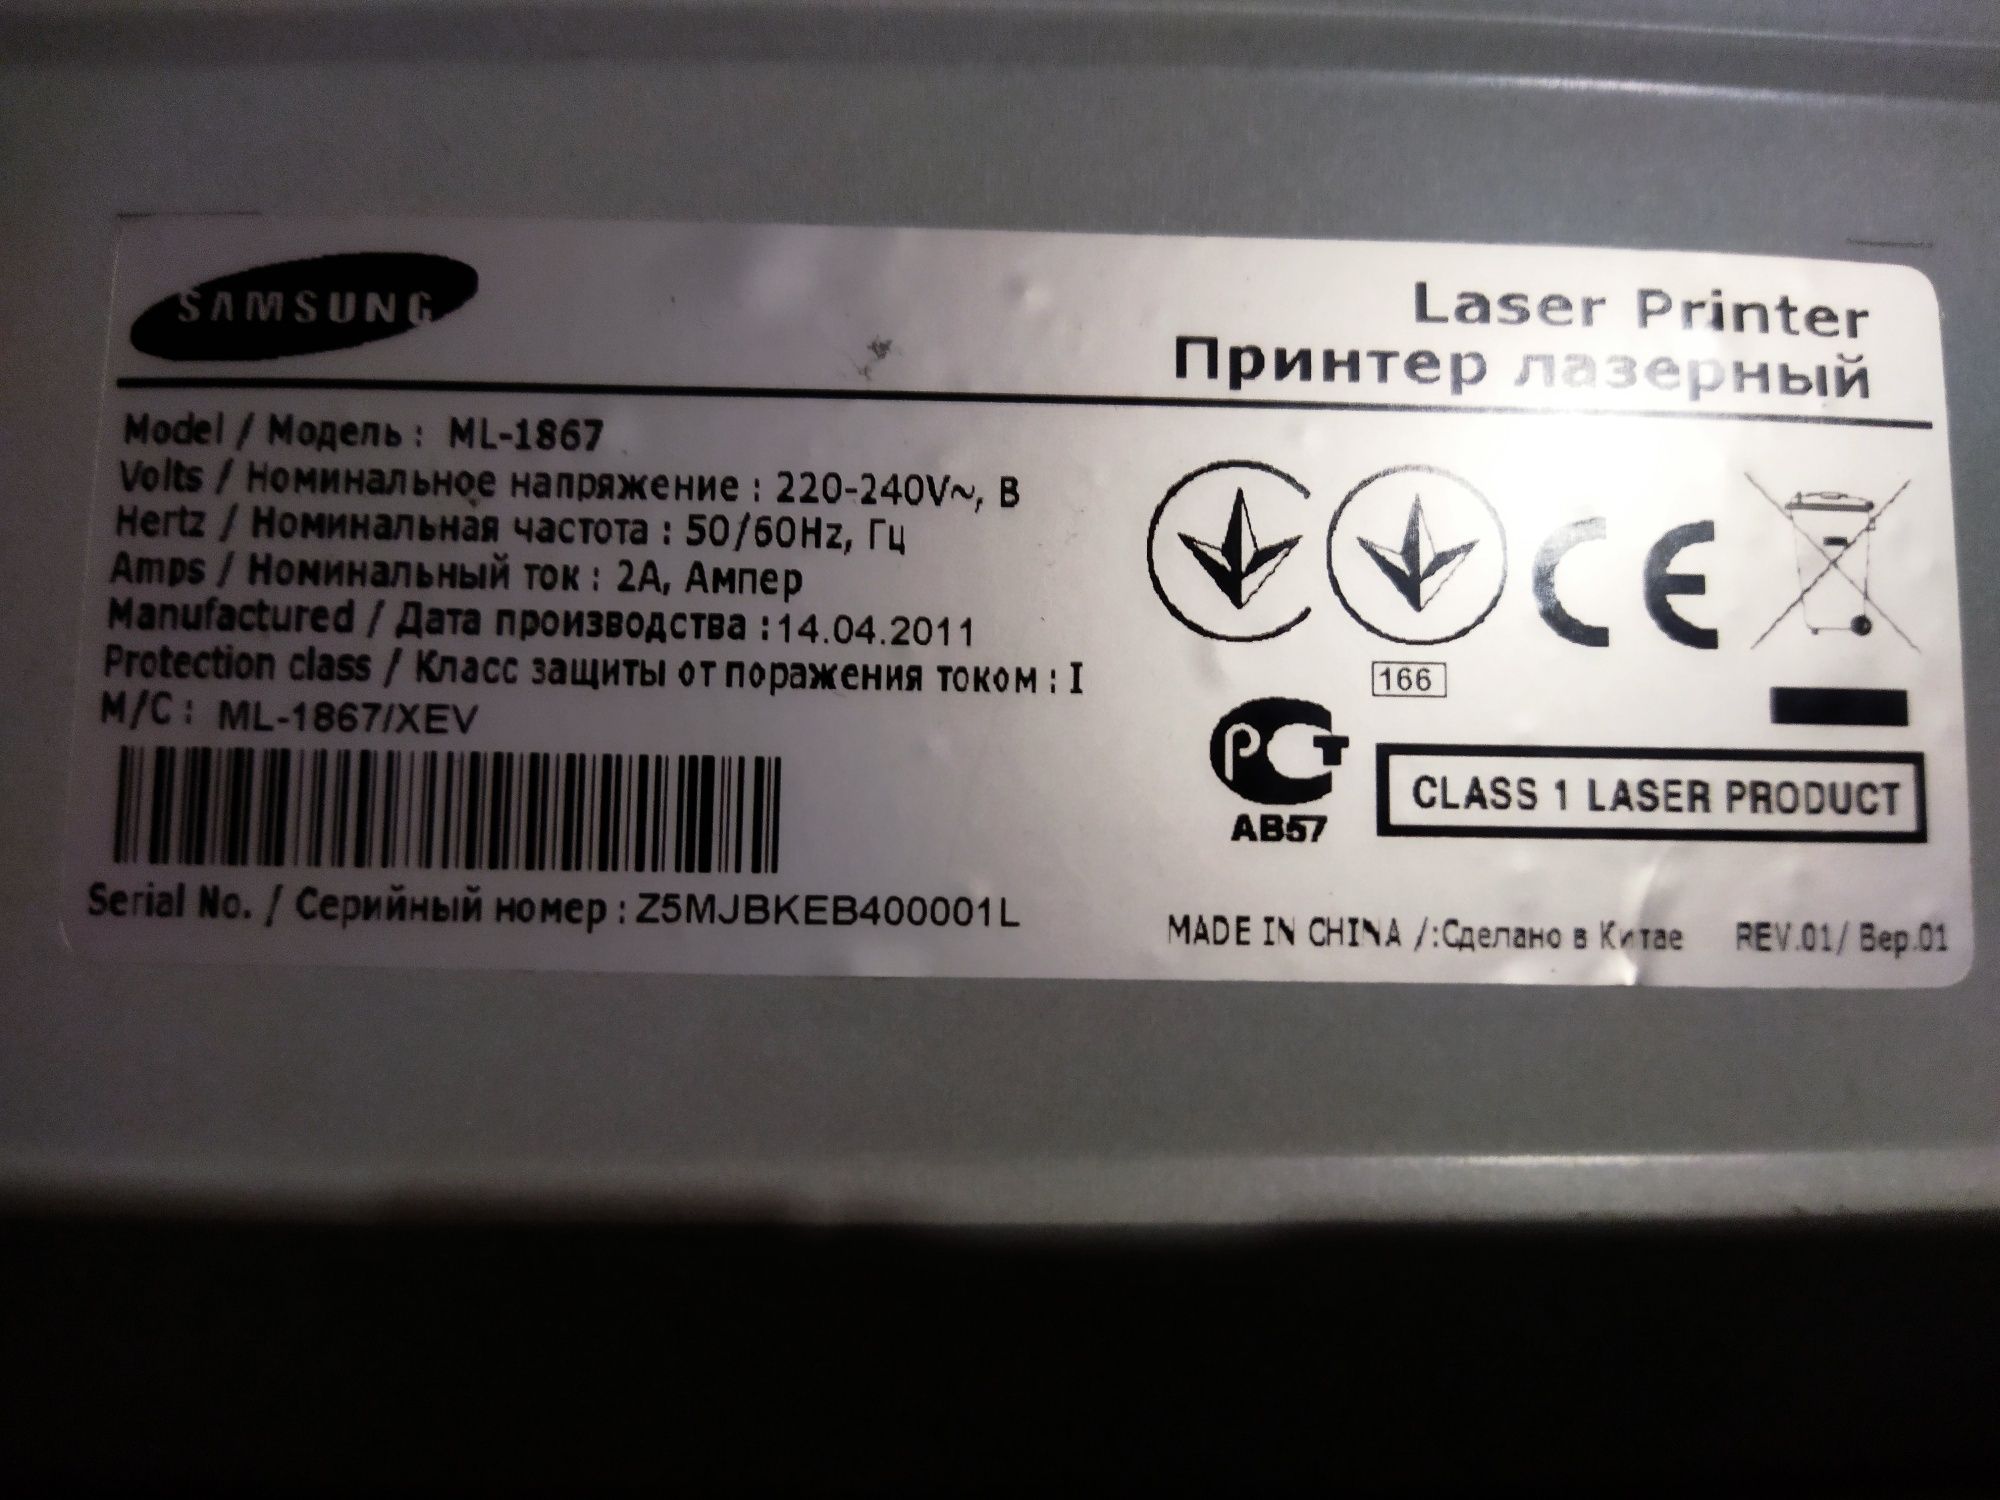 SAMSUNG
Laser Printer
Принтер лазерный
Model / Модель : ML-1867
Volts / Номинальное напряжение : 220-240V~, В
Hertz / Номинальная частота : 50/60Hz, Гц
Amps / Номинальный ток : 2A, Ампер
Manufactured / Дата производства :14.04.2011
Protection class / Класс защиты от поражения током : I
M/C : ML-1867/XEV
Serial No. / Серийный номер : Z5MJBKEB400001L
CE
166
РСТ
АВ57
CLASS 1 LASER PRODUCT
MADE IN CHINA /:Сделано в Китае REV.01/ Вер.01